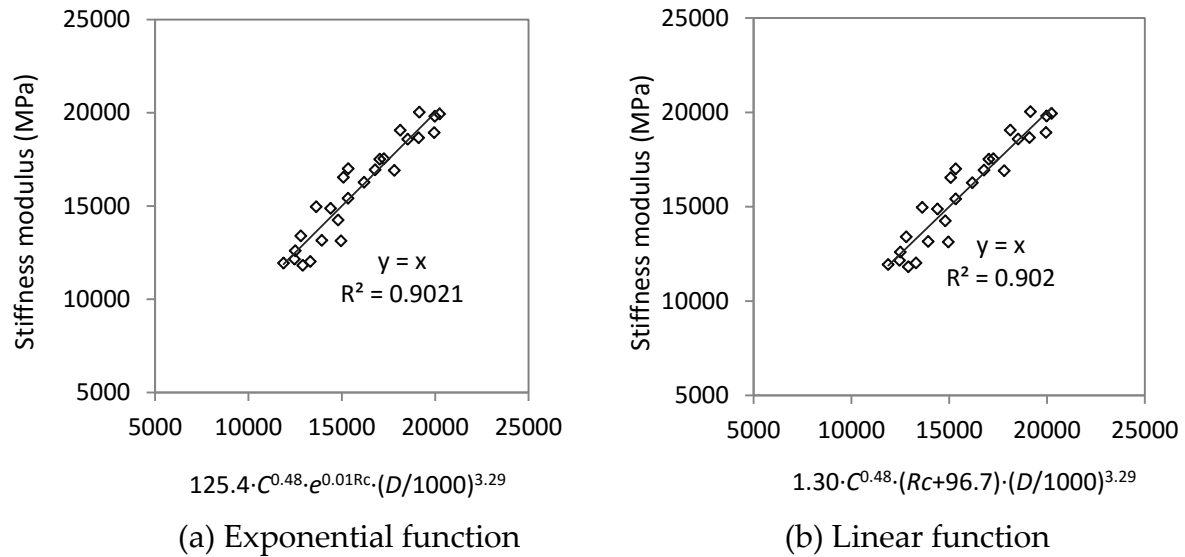 Stiffness modulus (MPa)
25000
20000
15000
10000
5000
y = x
R² = 0.9021
5000 10000 15000 20000 25000
125.4·C^0.48·e^0.01Rc·(D/1000)^3.29
(a) Exponential function
Stiffness modulus (MPa)
25000
20000
15000
10000
5000
y = x
R² = 0.902
5000 10000 15000 20000 25000
1.30·C^0.48·(Rc+96.7)·(D/1000)^3.29
(b) Linear function